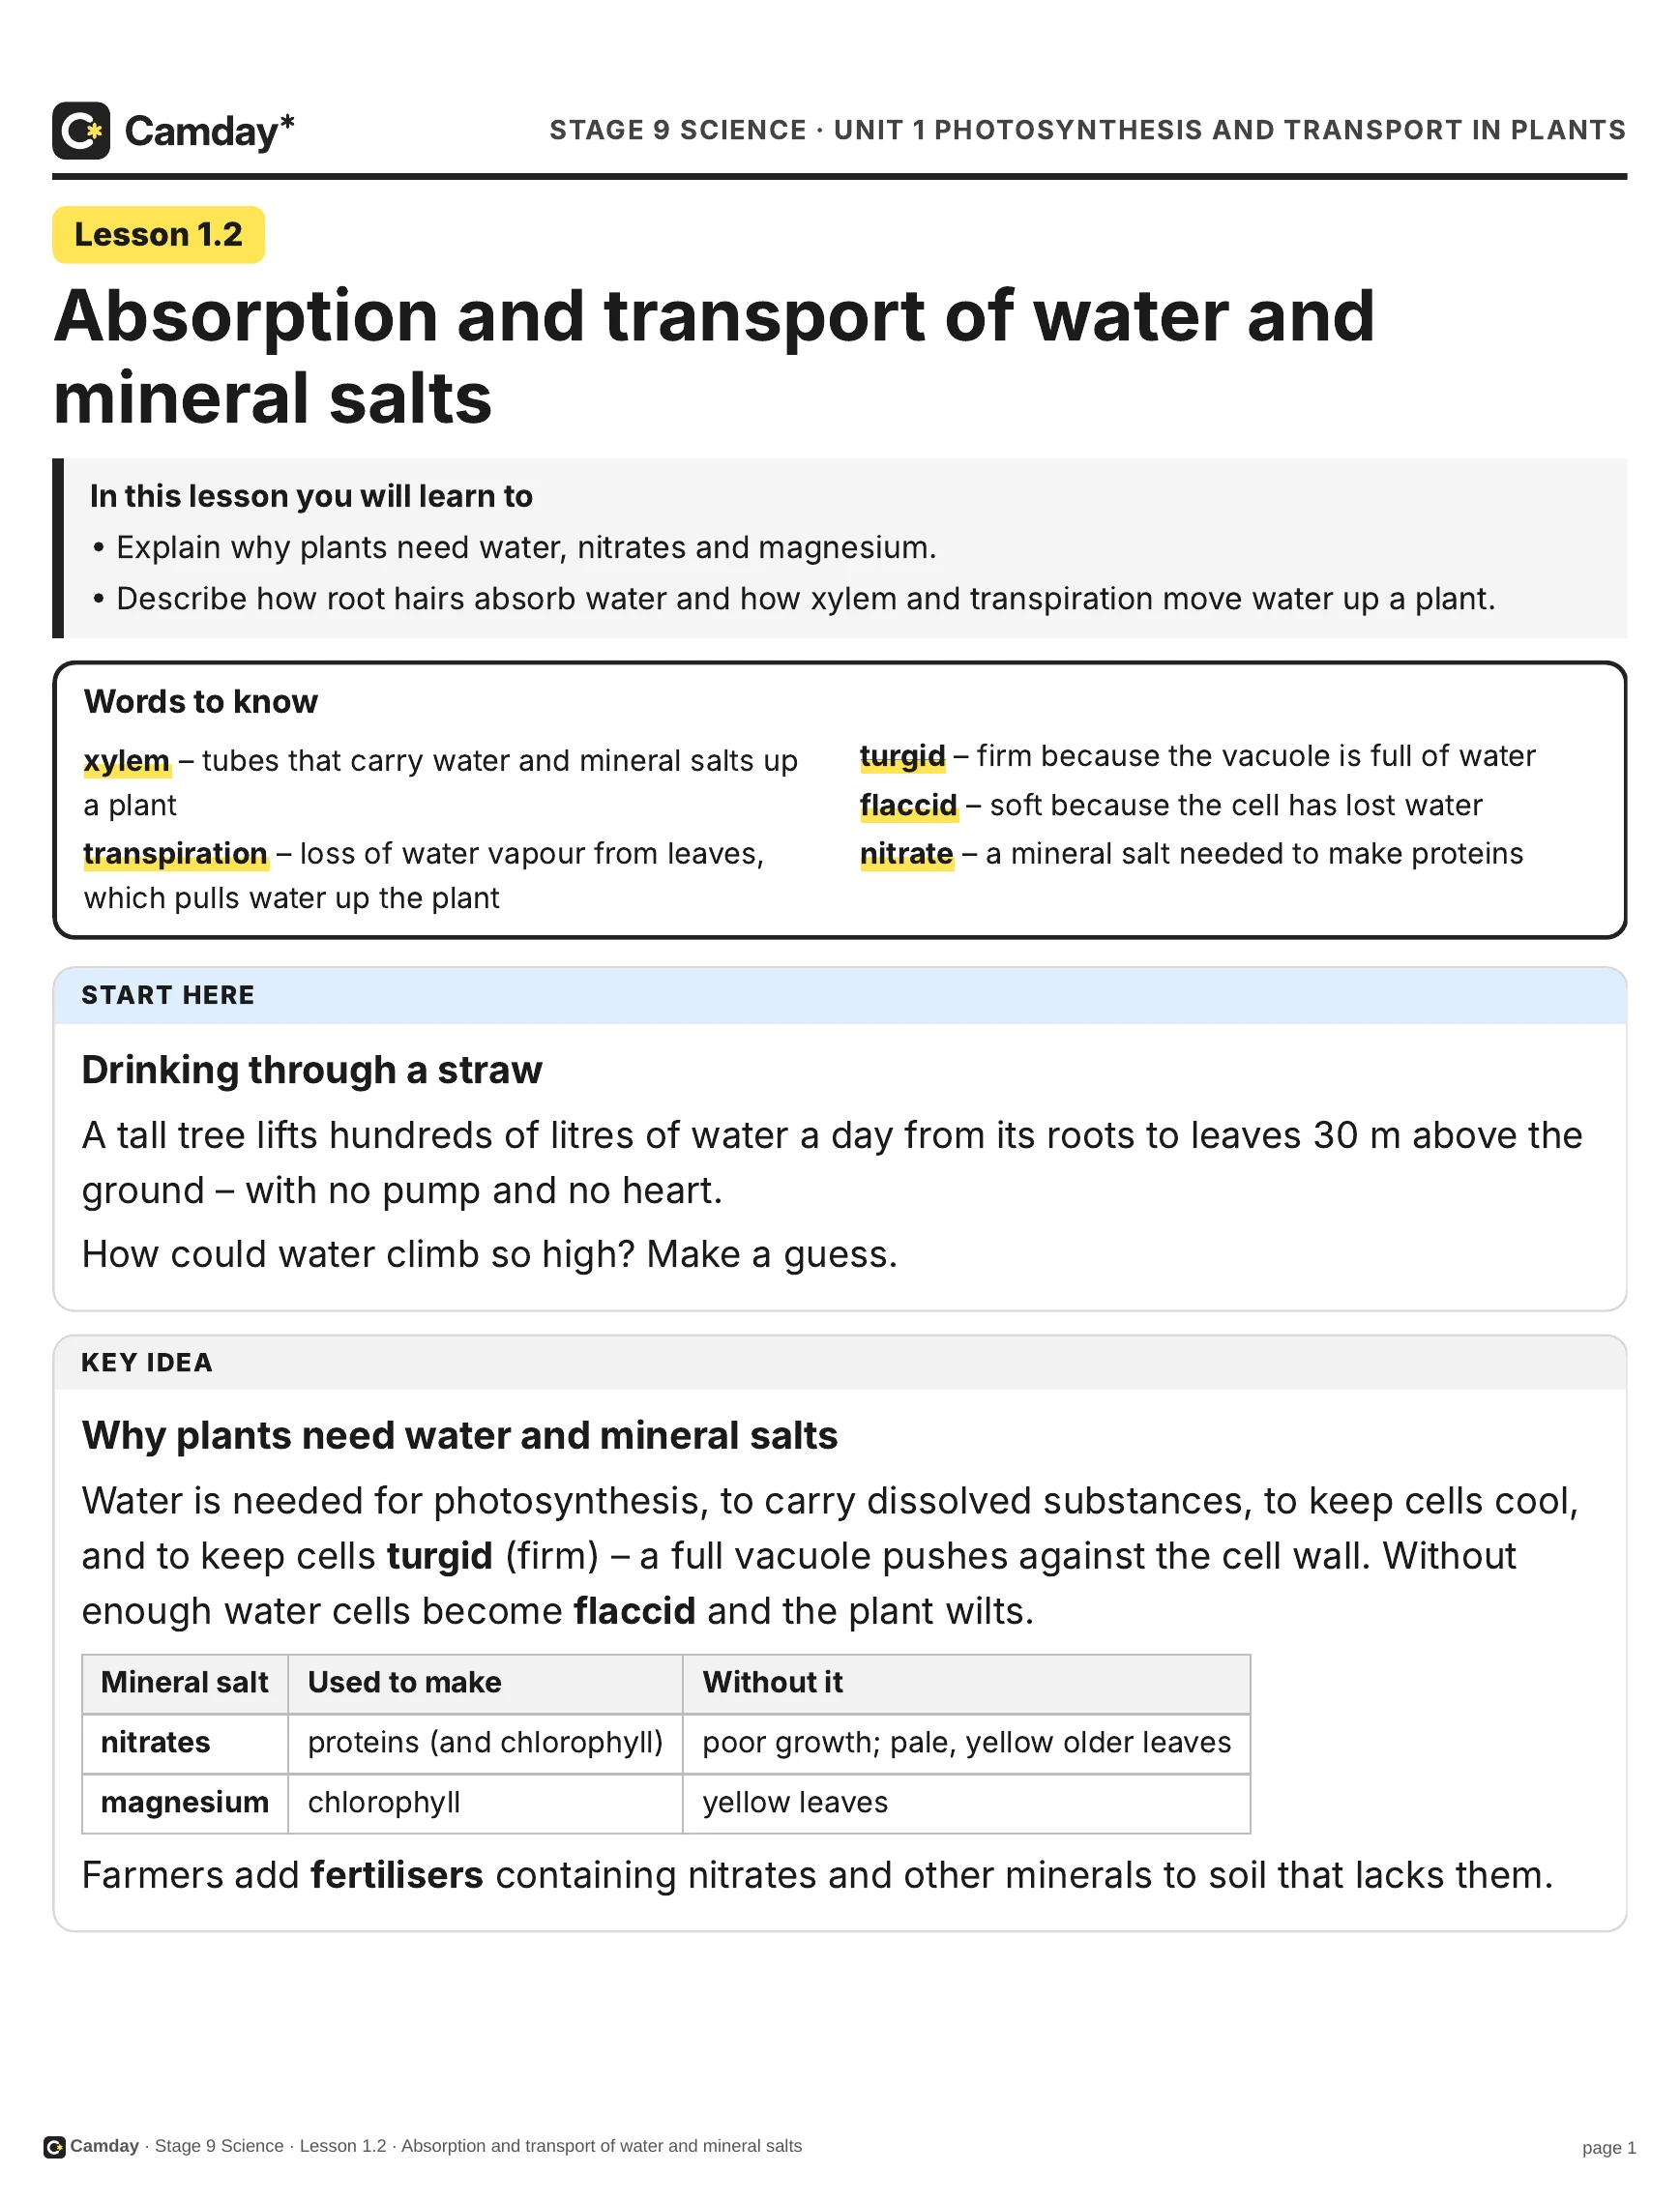 Camday*
STAGE 9 SCIENCE · UNIT 1 PHOTOSYNTHESIS AND TRANSPORT IN PLANTS
Lesson 1.2
Absorption and transport of water and
mineral salts
In this lesson you will learn to
• Explain why plants need water, nitrates and magnesium.
• Describe how root hairs absorb water and how xylem and transpiration move water up a plant.
Words to know
xylem – tubes that carry water and mineral salts up
a plant
transpiration – loss of water vapour from leaves,
which pulls water up the plant
turgid – firm because the vacuole is full of water
flaccid – soft because the cell has lost water
nitrate – a mineral salt needed to make proteins
START HERE
Drinking through a straw
A tall tree lifts hundreds of litres of water a day from its roots to leaves 30 m above the
ground – with no pump and no heart.
How could water climb so high? Make a guess.
KEY IDEA
Why plants need water and mineral salts
Water is needed for photosynthesis, to carry dissolved substances, to keep cells cool,
and to keep cells turgid (firm) – a full vacuole pushes against the cell wall. Without
enough water cells become flaccid and the plant wilts.
Mineral salt Used to make Without it
nitrates proteins (and chlorophyll) poor growth; pale, yellow older leaves
magnesium chlorophyll yellow leaves
Farmers add fertilisers containing nitrates and other minerals to soil that lacks them.
Camday · Stage 9 Science · Lesson 1.2 · Absorption and transport of water and mineral salts
page 1